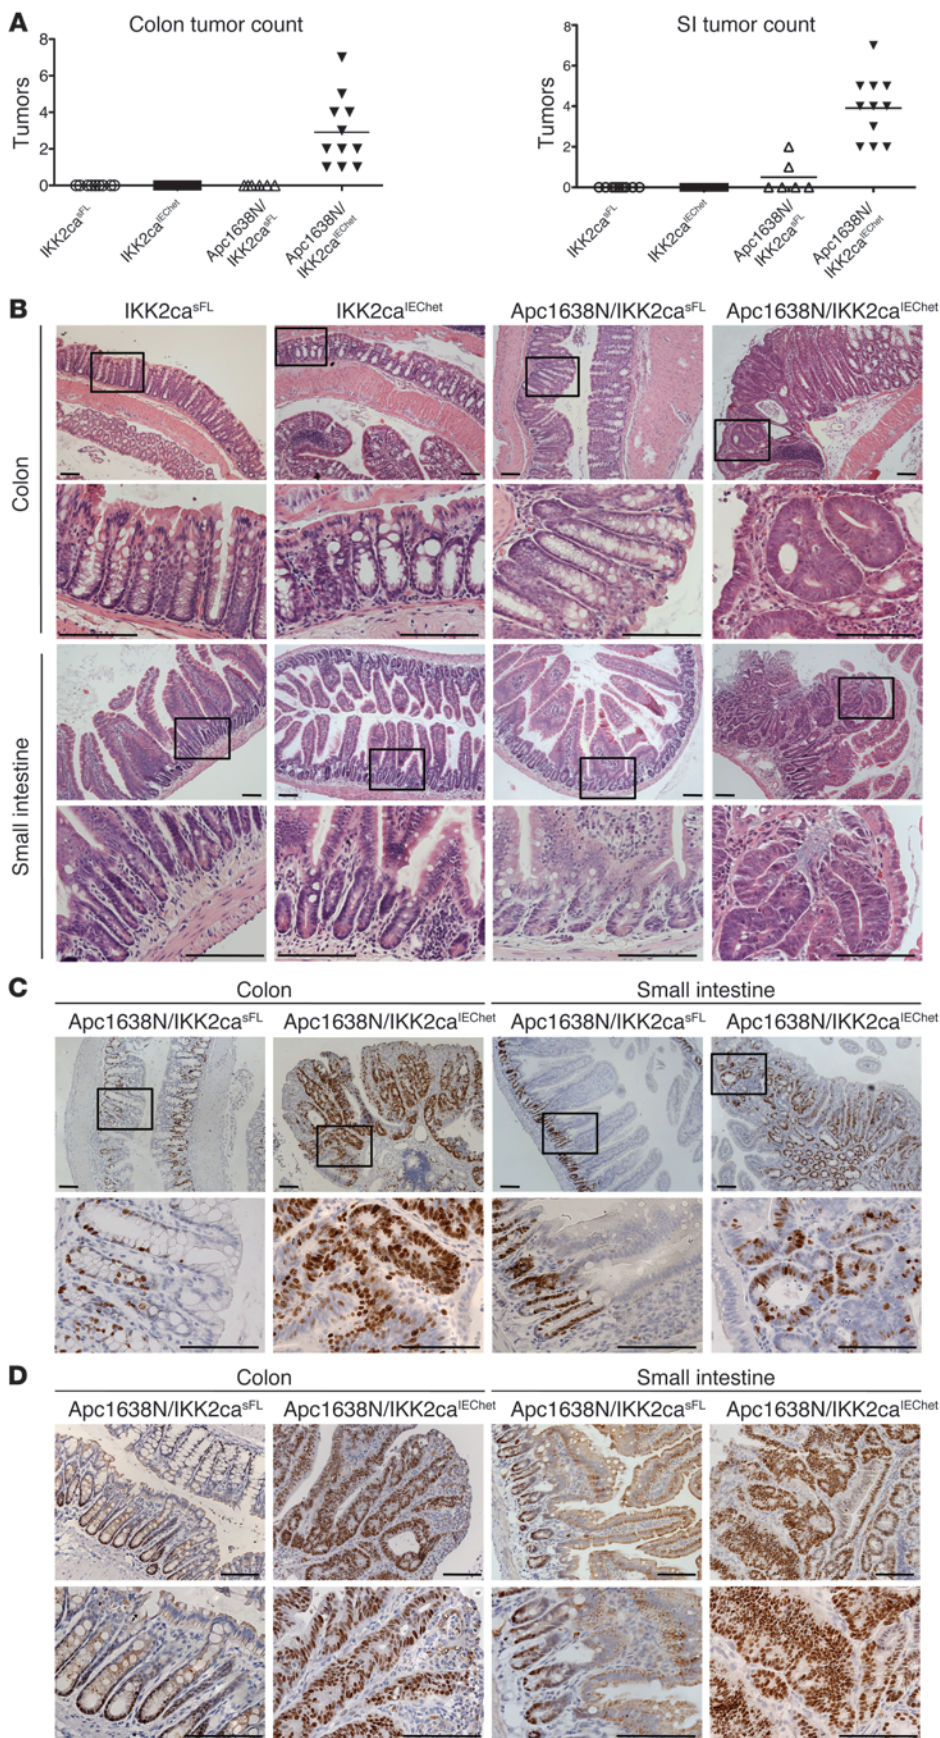 A
Colon tumor count
SI tumor count
Tumors
8
6
4
2
0
IKK2ca^sFL
IKK2ca^IEChet
Apc1638N/
IKK2ca^sFL
Apc1638N/
IKK2ca^IEChet
Tumors
8
6
4
2
0
IKK2ca^sFL
IKK2ca^IEChet
Apc1638N/
IKK2ca^sFL
Apc1638N/
IKK2ca^IEChet
B
IKK2ca^sFL IKK2ca^IEChet Apc1638N/IKK2ca^sFL Apc1638N/IKK2ca^IEChet
Colon
Small intestine
C
Colon Small intestine
Apc1638N/IKK2ca^sFL Apc1638N/IKK2ca^IEChet Apc1638N/IKK2ca^sFL Apc1638N/IKK2ca^IEChet
D
Colon Small intestine
Apc1638N/IKK2ca^sFL Apc1638N/IKK2ca^IEChet Apc1638N/IKK2ca^sFL Apc1638N/IKK2ca^IEChet